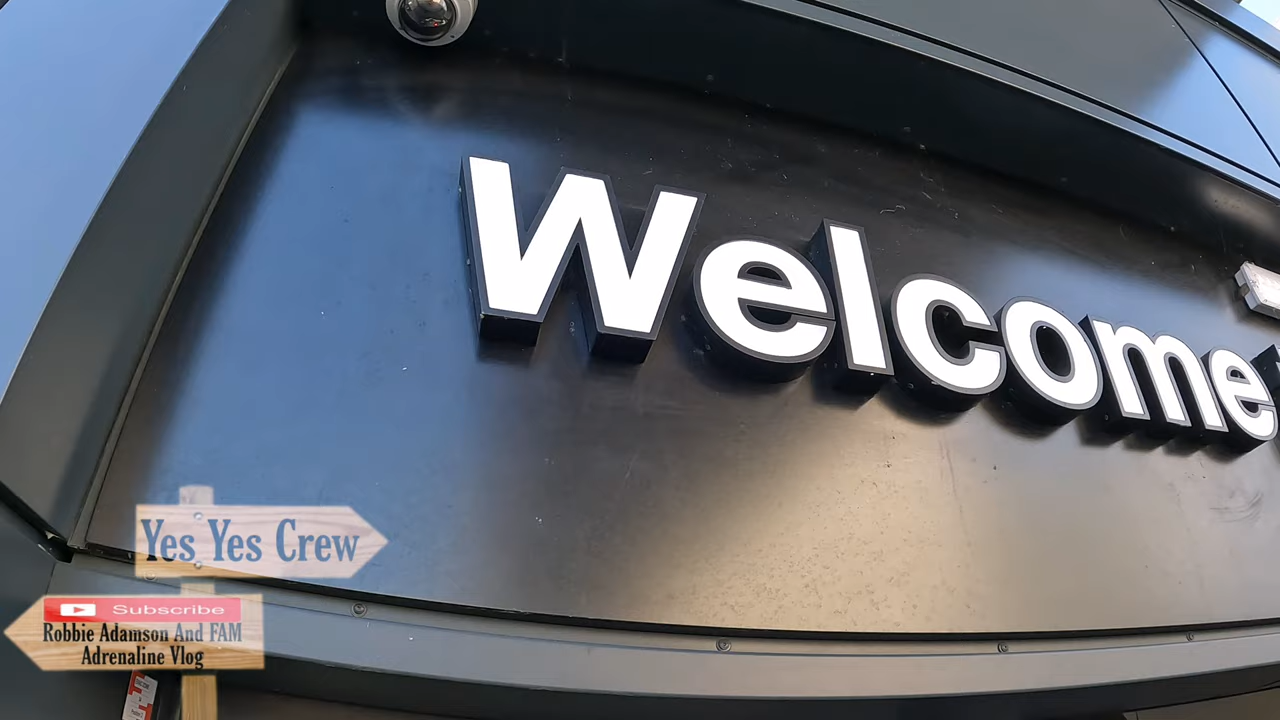 Welcome
Yes Yes Crew
Subscribe
Robbie Adamson And FAM
Adrenaline Vlog